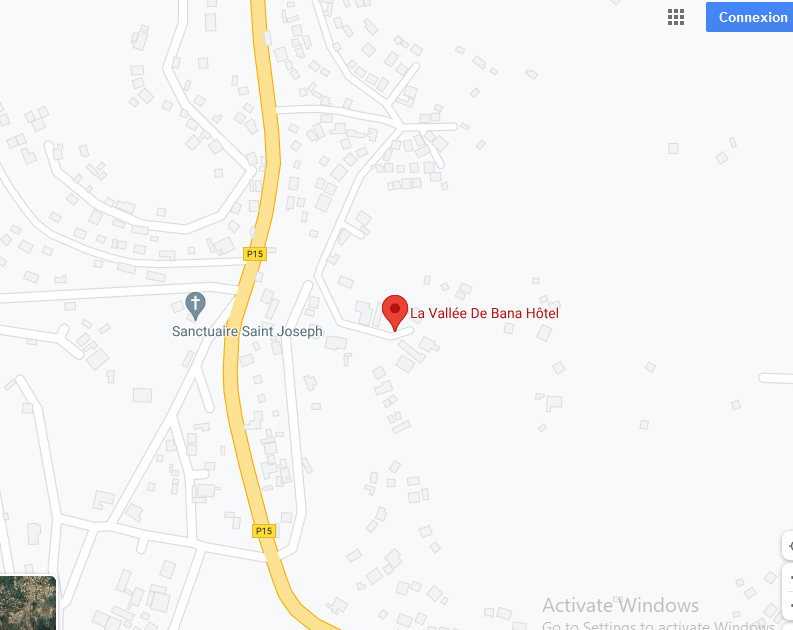 Connexion
P15
La Vallée De Bana Hôtel
Sanctuaire Saint Joseph
P15
Activate Windows
Go to Settings to activate Windows.